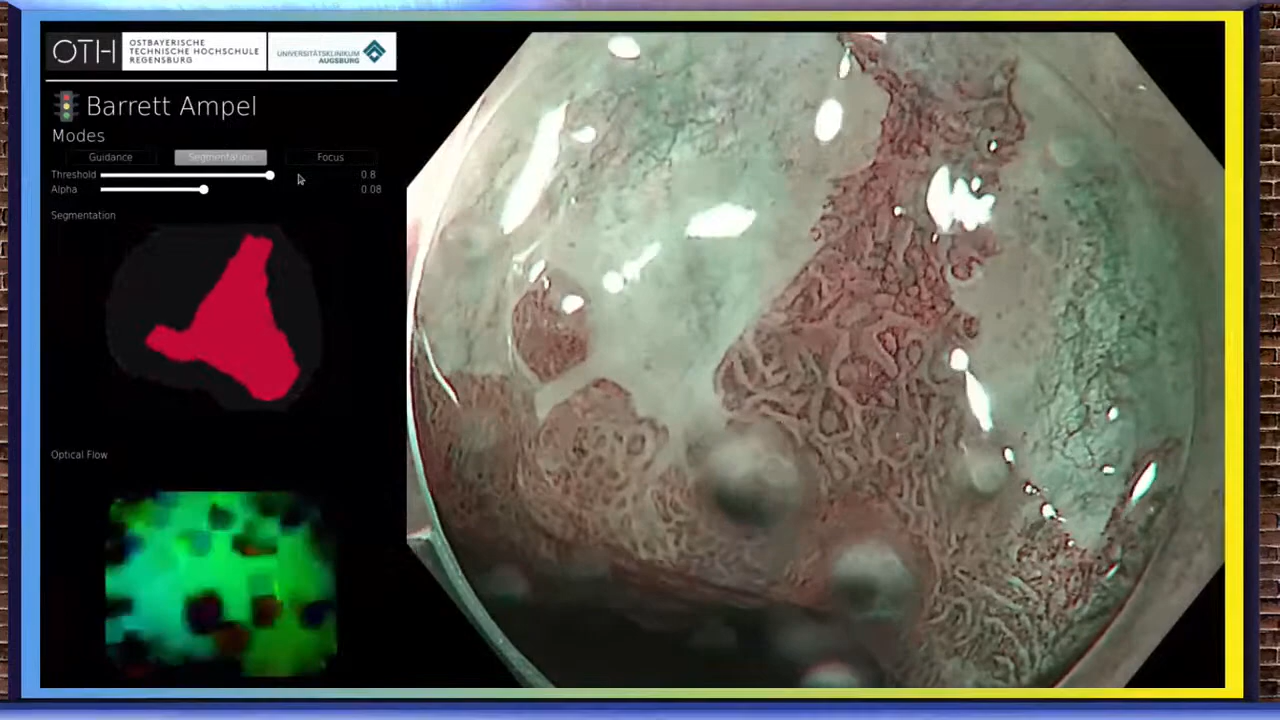 OTH
OSTBAYERISCHE
TECHNISCHE HOCHSCHULE
REGENSBURG
UNIVERSITÄTSKLINIKUM
AUGSBURG
Barrett Ampel
Modes
Guidance Segmentation Focus
Threshold 0.8
Alpha 0.08
Segmentation
Optical Flow